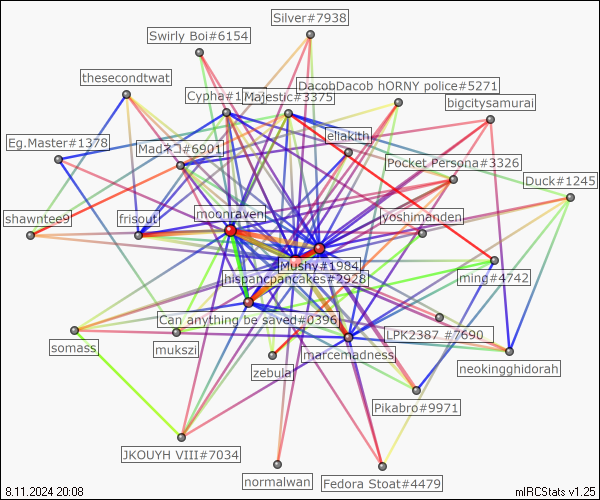 Silver#7938
Swirly Boi#6154
thesecondtwat
DacobDacob hORNY police#5271
Cypha#1
Majestic#3375
bigcitysamurai
Eg.Master#1378
eliakith
Madネコ#6901
Pocket Persona#3326
Duck#1245
shawntee9
frisout
moonraven
yoshimanden
Mushy#1984
hispancpancakes#2928
ming#4742
Can anything be saved#0396
LPK2387 #7690
somass
mukszi
marcemadness
zebula
neokingghidorah
Pikabro#9971
JKOUYH VIII#7034
normalwan
Fedora Stoat#4479
8.11.2024 20:08
mIRCStats v1.25